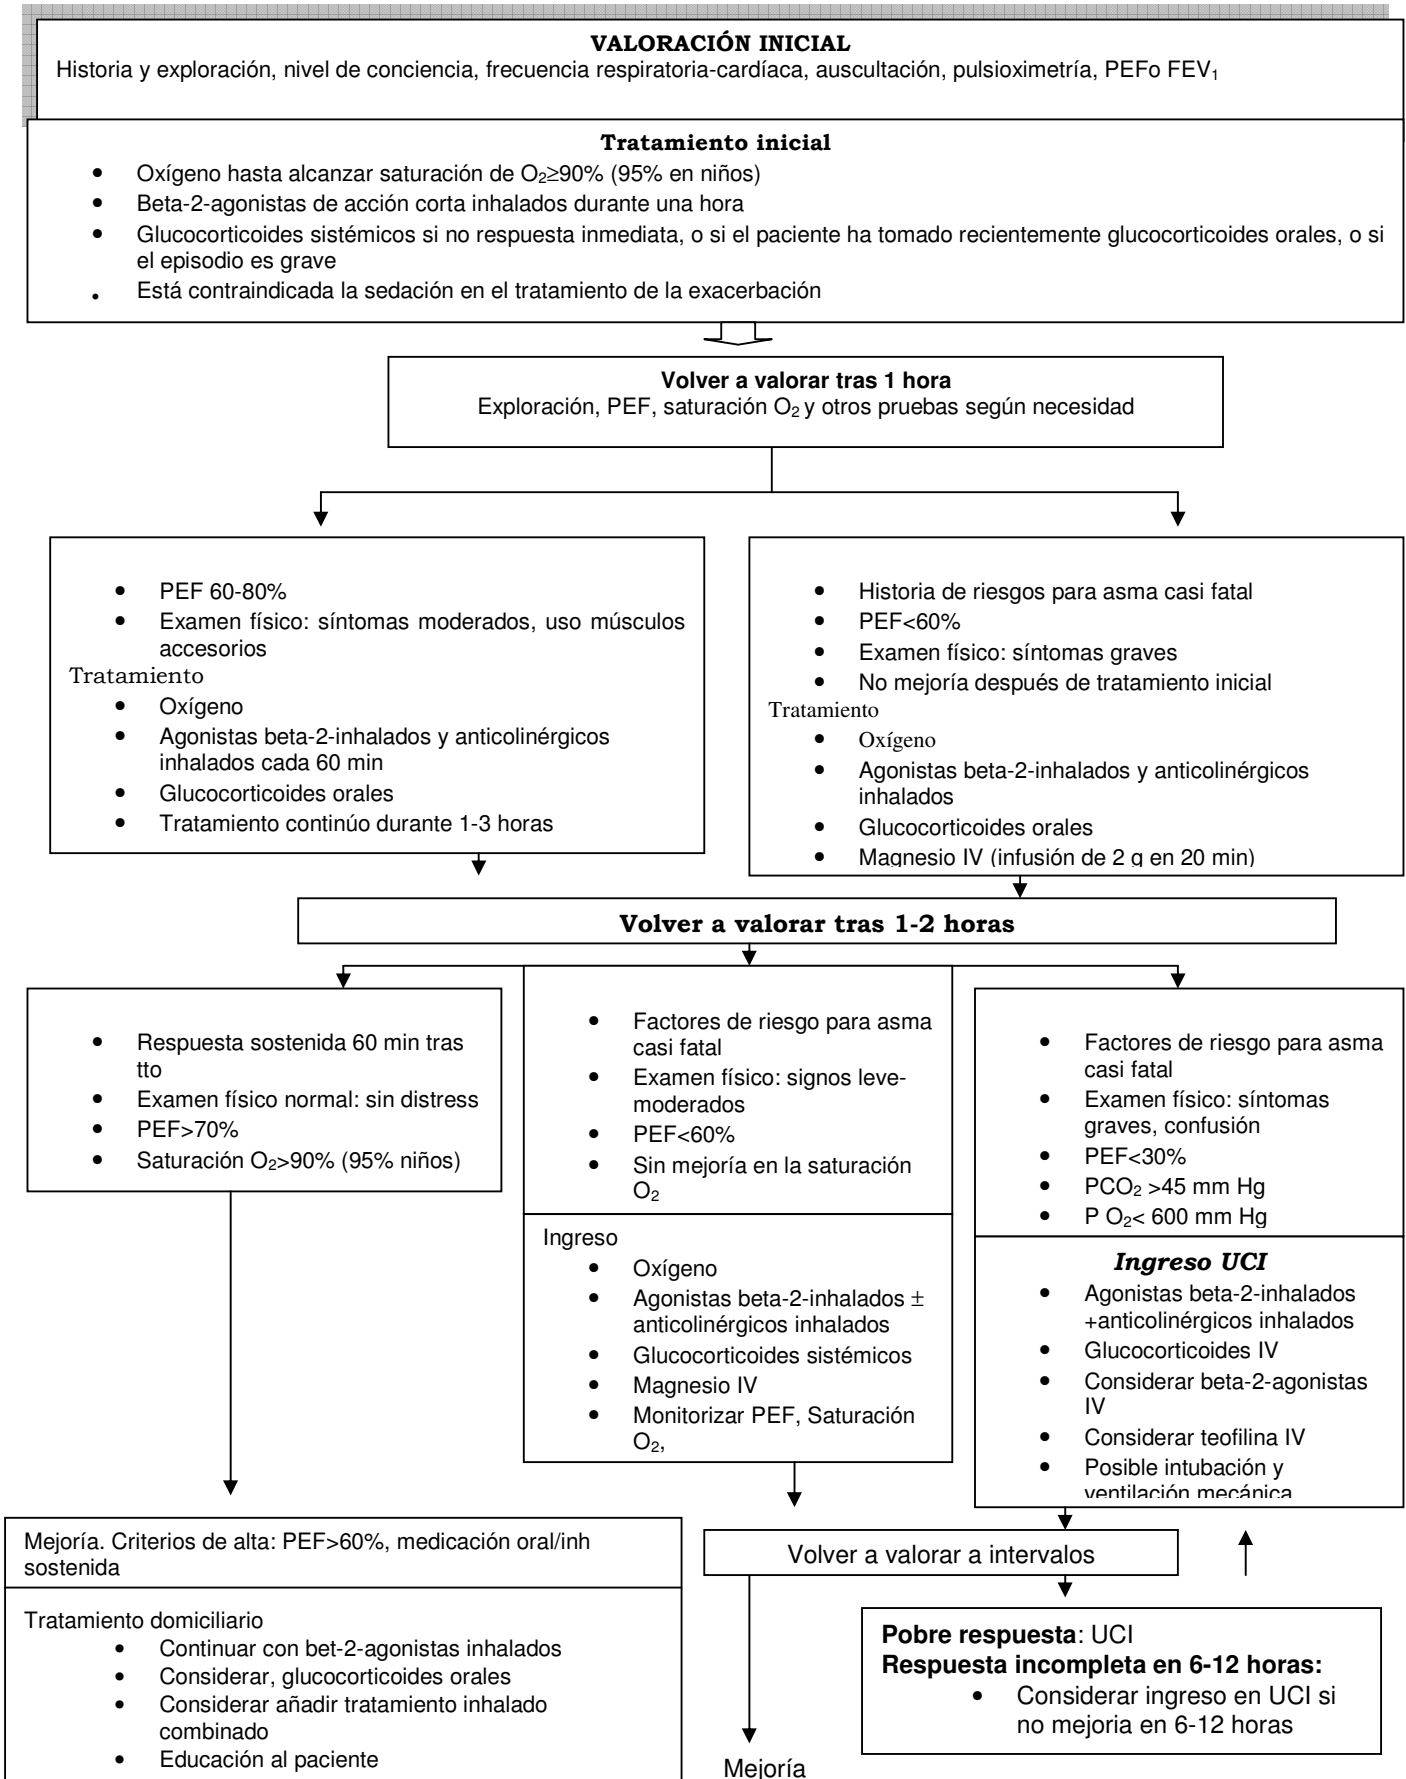 VALORACIÓN INICIAL
Historia y exploración, nivel de conciencia, frecuencia respiratoria-cardíaca, auscultación, pulsioximetría, PEFo FEV₁
Tratamiento inicial
• Oxígeno hasta alcanzar saturación de O₂≥90% (95% en niños)
• Beta-2-agonistas de acción corta inhalados durante una hora
• Glucocorticoides sistémicos si no respuesta inmediata, o si el paciente ha tomado recientemente glucocorticoides orales, o si
el episodio es grave
• Está contraindicada la sedación en el tratamiento de la exacerbación
Volver a valorar tras 1 hora
Exploración, PEF, saturación O₂ y otros pruebas según necesidad
• PEF 60-80%
• Examen físico: síntomas moderados, uso músculos
accesorios
Tratamiento
• Oxígeno
• Agonistas beta-2-inhalados y anticolinérgicos
inhalados cada 60 min
• Glucocorticoides orales
• Tratamiento continúo durante 1-3 horas
• Historia de riesgos para asma casi fatal
• PEF<60%
• Examen físico: síntomas graves
• No mejoría después de tratamiento inicial
Tratamiento
• Oxígeno
• Agonistas beta-2-inhalados y anticolinérgicos
inhalados
• Glucocorticoides orales
• Magnesio IV (infusión de 2 g en 20 min)
Volver a valorar tras 1-2 horas
• Respuesta sostenida 60 min tras
tto
• Examen físico normal: sin distress
• PEF>70%
• Saturación O₂>90% (95% niños)
• Factores de riesgo para asma
casi fatal
• Examen físico: signos leve-
moderados
• PEF<60%
• Sin mejoría en la saturación
O₂
Ingreso
• Oxígeno
• Agonistas beta-2-inhalados ±
anticolinérgicos inhalados
• Glucocorticoides sistémicos
• Magnesio IV
• Monitorizar PEF, Saturación
O₂,
• Factores de riesgo para asma
casi fatal
• Examen físico: síntomas
graves, confusión
• PEF<30%
• PCO₂ >45 mm Hg
• P O₂< 600 mm Hg
Ingreso UCI
• Agonistas beta-2-inhalados
+anticolinérgicos inhalados
• Glucocorticoides IV
• Considerar beta-2-agonistas
IV
• Considerar teofilina IV
• Posible intubación y
ventilación mecánica
Mejoría. Criterios de alta: PEF>60%, medicación oral/inh
sostenida
Tratamiento domiciliario
• Continuar con bet-2-agonistas inhalados
• Considerar, glucocorticoides orales
• Considerar añadir tratamiento inhalado
combinado
• Educación al paciente
Volver a valorar a intervalos
Pobre respuesta: UCI
Respuesta incompleta en 6-12 horas:
• Considerar ingreso en UCI si
no mejoria en 6-12 horas
Mejoría